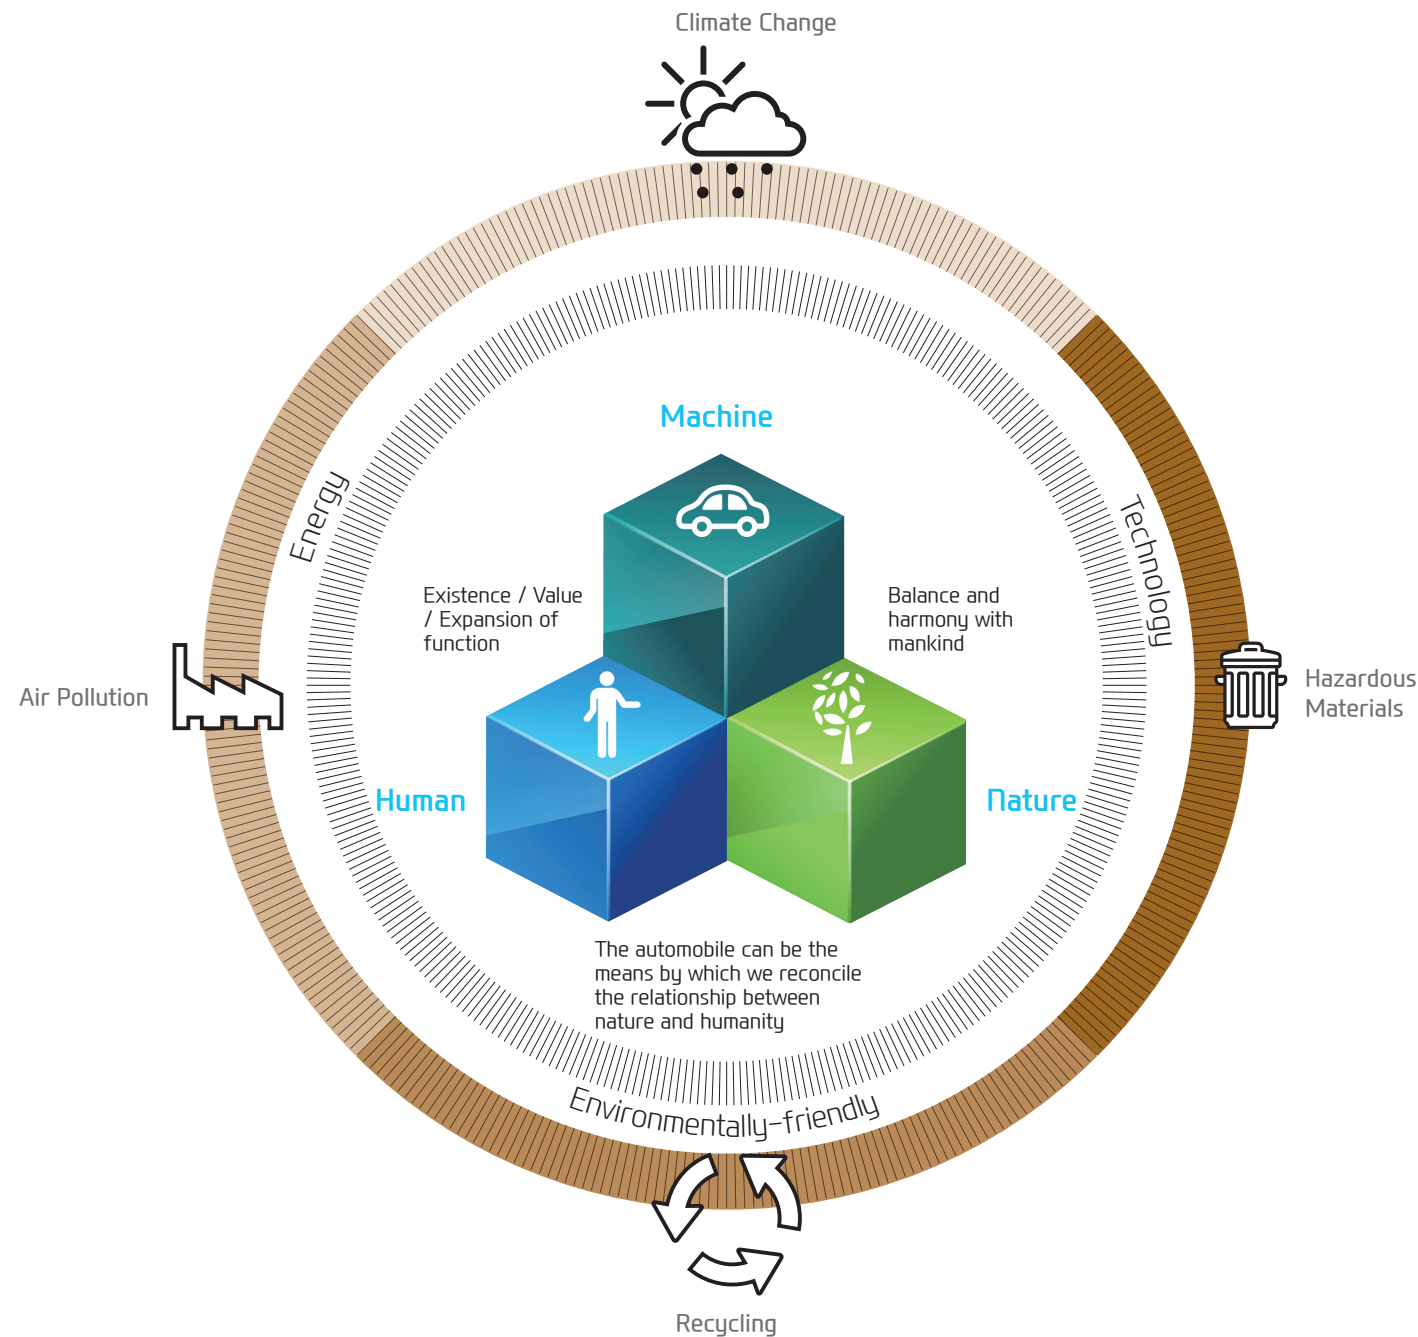 Climate Change
Machine
Energy
Technology
Existence / Value
/ Expansion of
function
Balance and
harmony with
mankind
Air Pollution
Hazardous
Materials
Human
Nature
The automobile can be the
means by which we reconcile
the relationship between
nature and humanity
Environmentally-friendly
Recycling